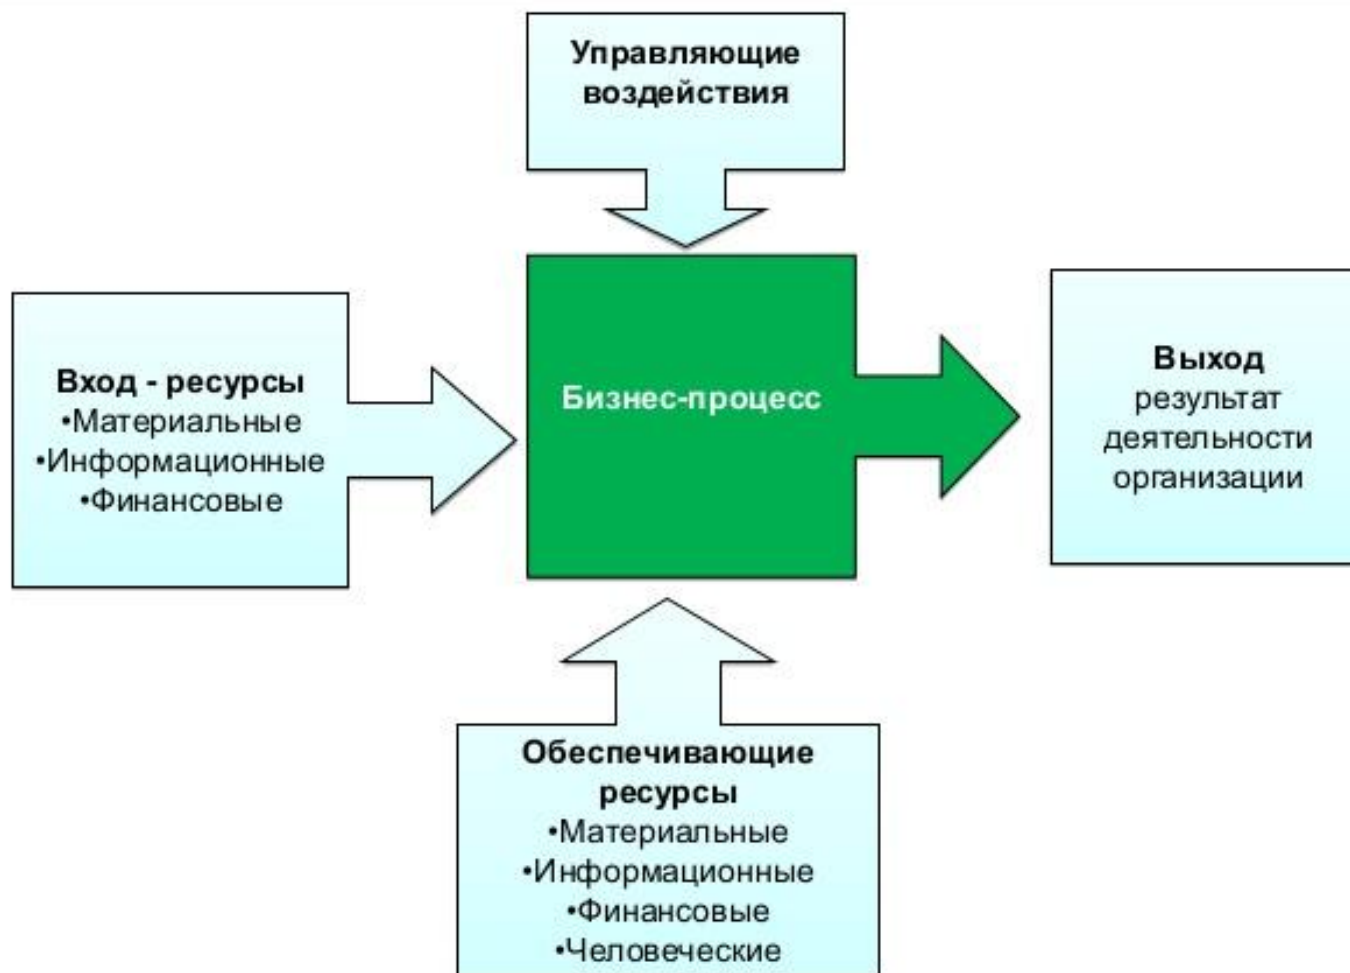 Управляющие
воздействия
Вход - ресурсы
•Материальные
•Информационные
•Финансовые
Бизнес-процесс
Выход
результат
деятельности
организации
Обеспечивающие
ресурсы
•Материальные
•Информационные
•Финансовые
•Человеческие